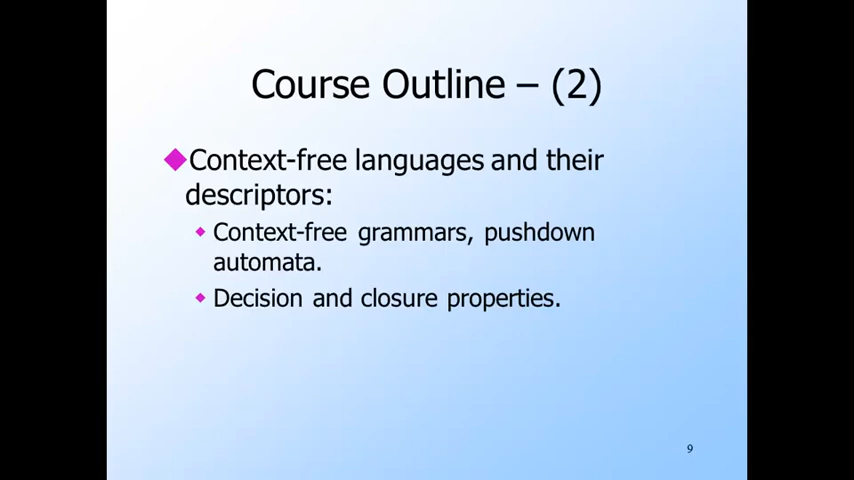 Course Outline – (2)
Context-free languages and their
descriptors:
Context-free grammars, pushdown
automata.
Decision and closure properties.
9